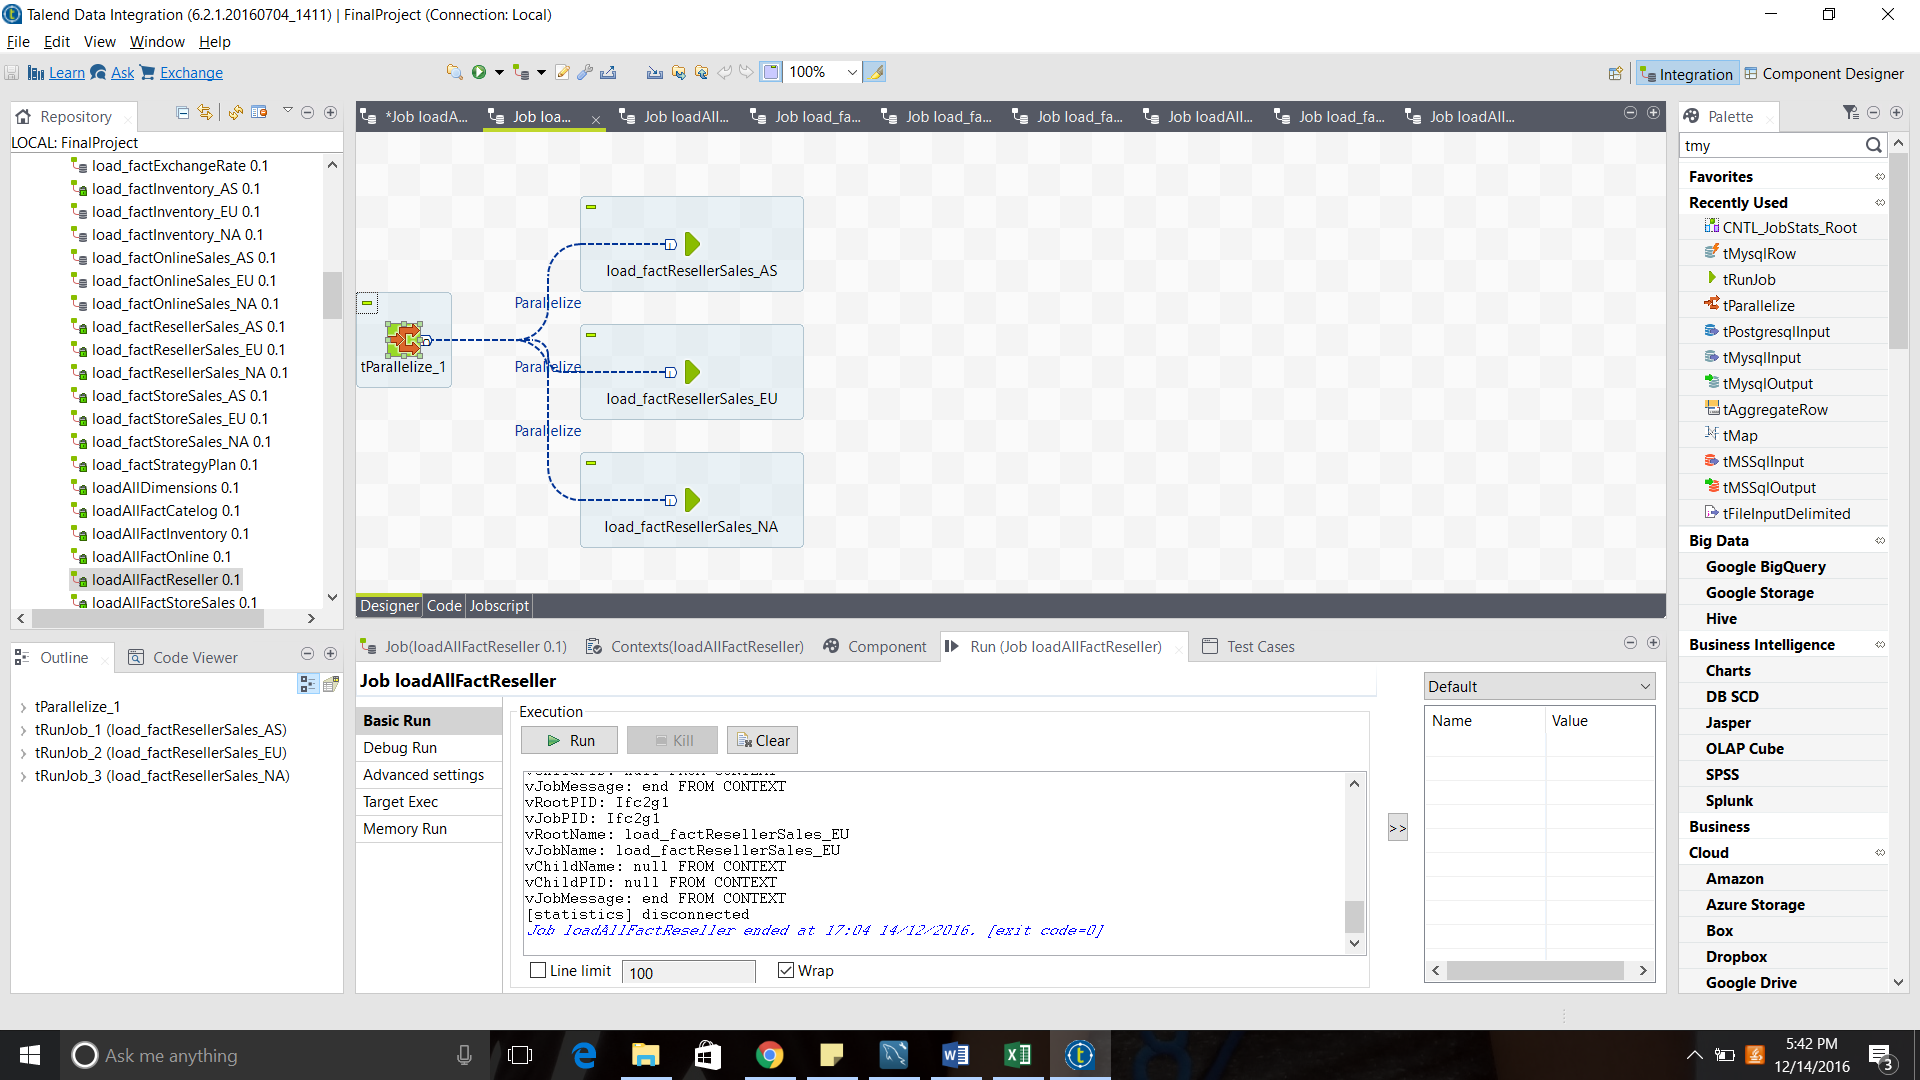 Talend Data Integration (6.2.1.20160704_1411) | FinalProject (Connection: Local)
File Edit View Window Help
Learn Ask Exchange
100%
Integration Component Designer
Repository
LOCAL: FinalProject
load_factExchangeRate 0.1
load_factInventory_AS 0.1
load_factInventory_EU 0.1
load_factInventory_NA 0.1
load_factOnlineSales_AS 0.1
load_factOnlineSales_EU 0.1
load_factOnlineSales_NA 0.1
load_factResellerSales_AS 0.1
load_factResellerSales_EU 0.1
load_factResellerSales_NA 0.1
load_factStoreSales_AS 0.1
load_factStoreSales_EU 0.1
load_factStoreSales_NA 0.1
load_factStrategyPlan 0.1
loadAllDimensions 0.1
loadAllFactCatelog 0.1
loadAllFactInventory 0.1
loadAllFactOnline 0.1
loadAllFactReseller 0.1
loadAllFactStoreSales 0.1
*Job loadA... Job loa... Job loadAll... Job load_fa... Job load_fa... Job load_fa... Job loadAll... Job load_fa... Job loadAll...
load_factResellerSales_AS
Parallelize
tParallelize_1
Parallelize
load_factResellerSales_EU
Parallelize
load_factResellerSales_NA
Designer Code Jobscript
Palette
tmy
Favorites
Recently Used
CNTL_JobStats_Root
tMysqlRow
tRunJob
tParallelize
tPostgresqlInput
tMysqlInput
tMysqlOutput
tAggregateRow
tMap
tMSSqlInput
tMSSqlOutput
tFileInputDelimited
Big Data
Google BigQuery
Google Storage
Hive
Business Intelligence
Charts
DB SCD
Jasper
OLAP Cube
SPSS
Splunk
Business
Cloud
Amazon
Azure Storage
Box
Dropbox
Google Drive
Outline Code Viewer
tParallelize_1
tRunJob_1 (load_factResellerSales_AS)
tRunJob_2 (load_factResellerSales_EU)
tRunJob_3 (load_factResellerSales_NA)
Job(loadAllFactReseller 0.1) Contexts(loadAllFactReseller) Component Run (Job loadAllFactReseller) Test Cases
Job loadAllFactReseller
Basic Run
Debug Run
Advanced settings
Target Exec
Memory Run
Execution
Run Kill Clear
vChildPID: null FROM CONTEXT
vJobMessage: end FROM CONTEXT
vRootPID: Ifc2g1
vJobPID: Ifc2g1
vRootName: load_factResellerSales_EU
vJobName: load_factResellerSales_EU
vChildName: null FROM CONTEXT
vChildPID: null FROM CONTEXT
vJobMessage: end FROM CONTEXT
[statistics] disconnected
Job loadAllFactReseller ended at 17:04 14/12/2016. [exit code=0]
Line limit 100 Wrap
>>
Default
Name Value
Ask me anything
5:42 PM
12/14/2016
3